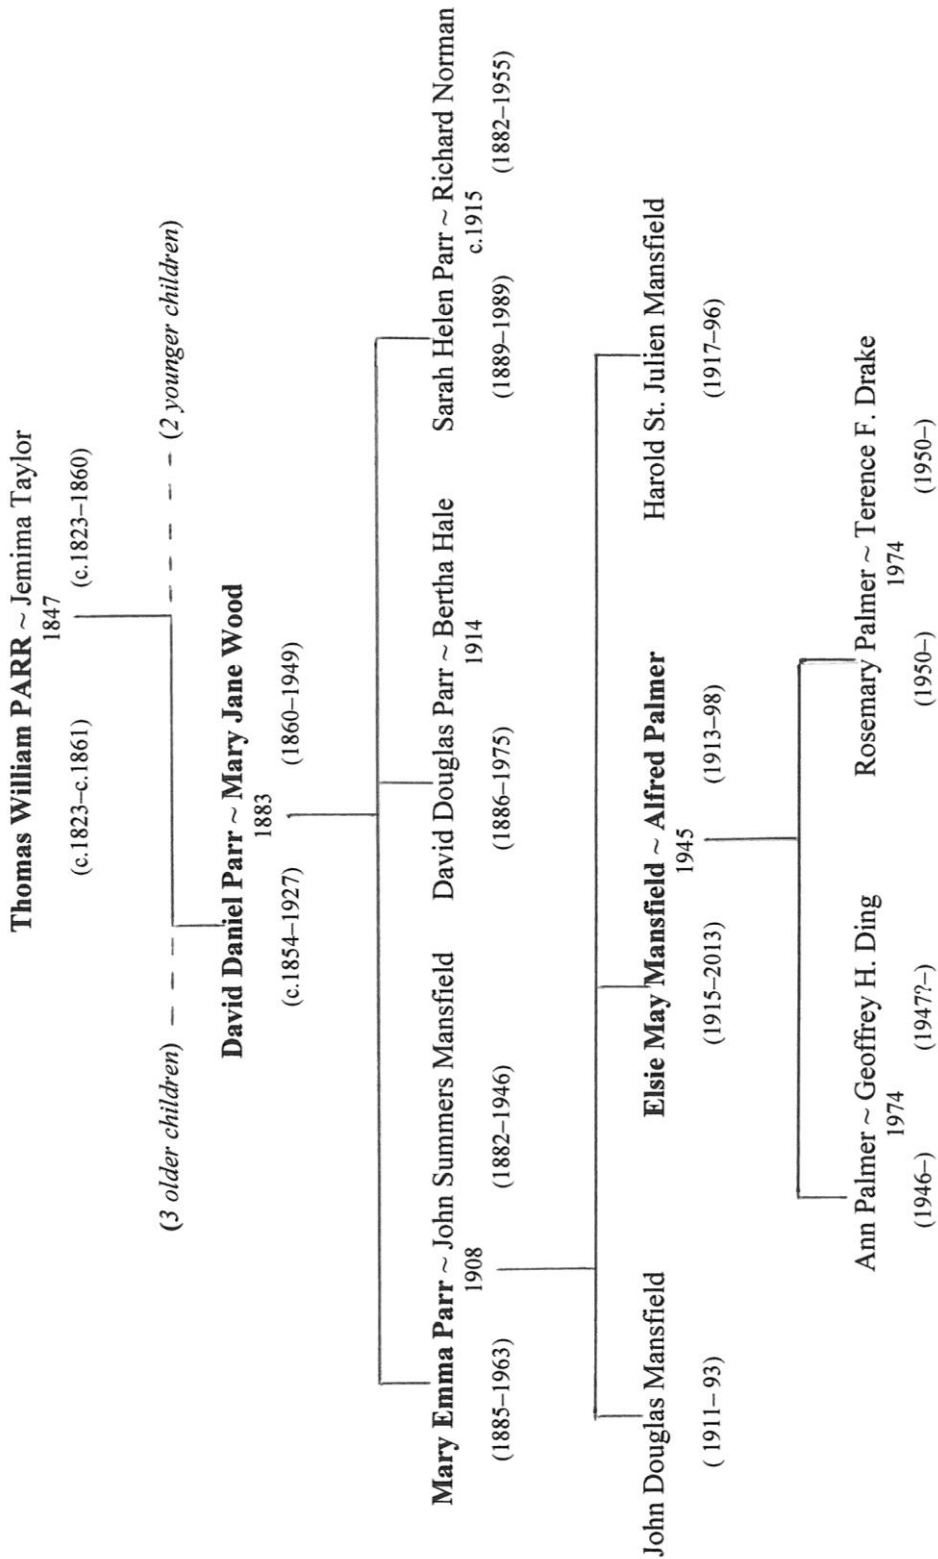 Thomas William PARR ~ Jemima Taylor
1847
(c.1823–c.1861) (c.1823–1860)
(3 older children) (2 younger children)
David Daniel Parr ~ Mary Jane Wood
1883
(c.1854–1927) (1860–1949)
Mary Emma Parr ~ John Summers Mansfield David Douglas Parr ~ Bertha Hale Sarah Helen Parr ~ Richard Norman
1908 1914 c.1915
(1885–1963) (1882–1946) (1886–1975) (1889–1989) (1882–1955)
John Douglas Mansfield Elsie May Mansfield ~ Alfred Palmer Harold St. Julien Mansfield
1945
( 1911– 93) (1915–2013) (1913–98) (1917–96)
Ann Palmer ~ Geoffrey H. Ding Rosemary Palmer ~ Terence F. Drake
1974 1974
(1946–) (1947?–) (1950–) (1950–)